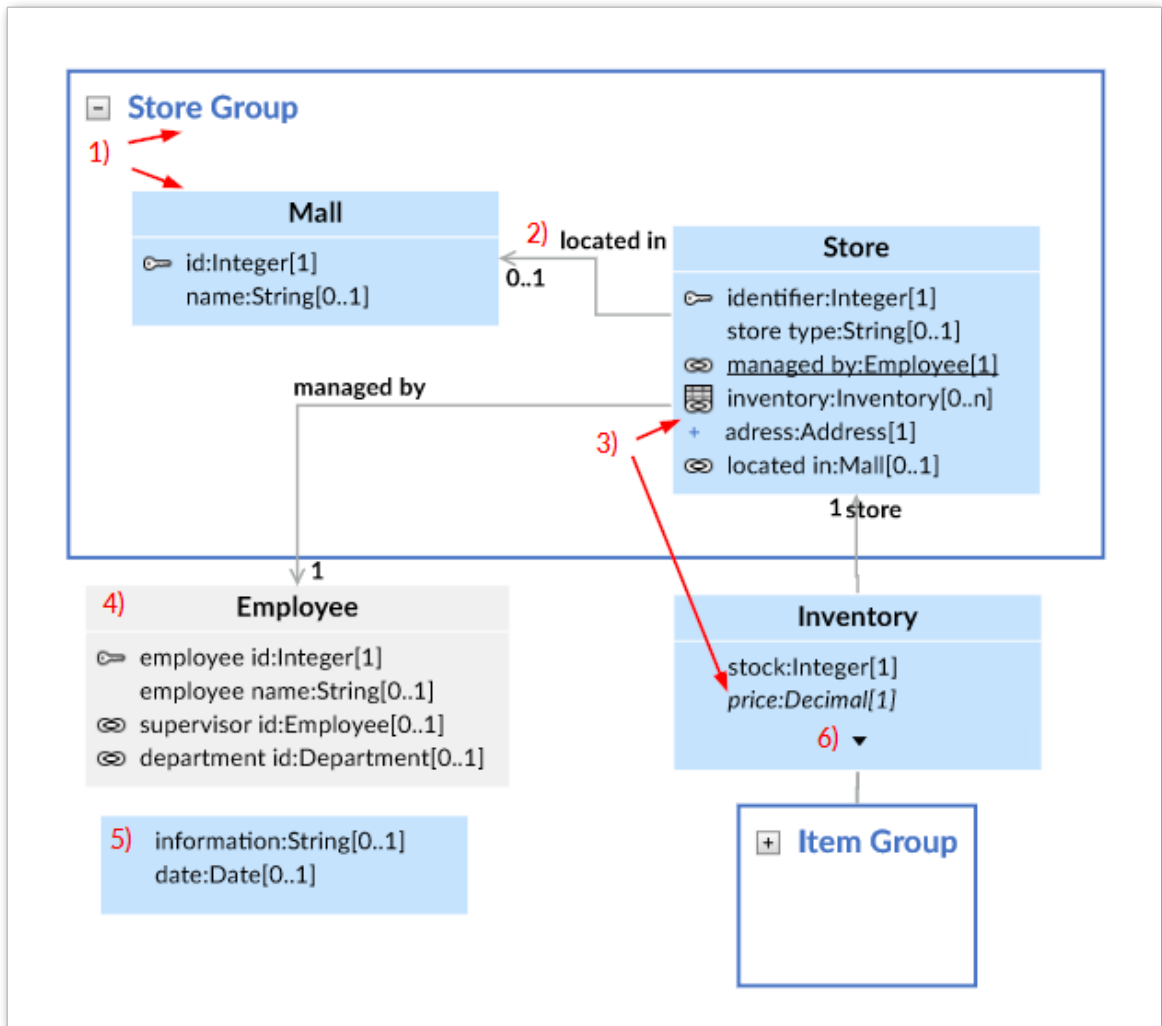 Store Group
1)
Mall
id:Integer[1]
name:String[0..1]
2) located in
0..1
Store
identifier:Integer[1]
store type:String[0..1]
managed by:Employee[1]
inventory:Inventory[0..n]
+ adress:Address[1]
located in:Mall[0..1]
managed by
3)
1 store
1
4) Employee
employee id:Integer[1]
employee name:String[0..1]
supervisor id:Employee[0..1]
department id:Department[0..1]
Inventory
stock:Integer[1]
price:Decimal[1]
6)
5) information:String[0..1]
date:Date[0..1]
Item Group